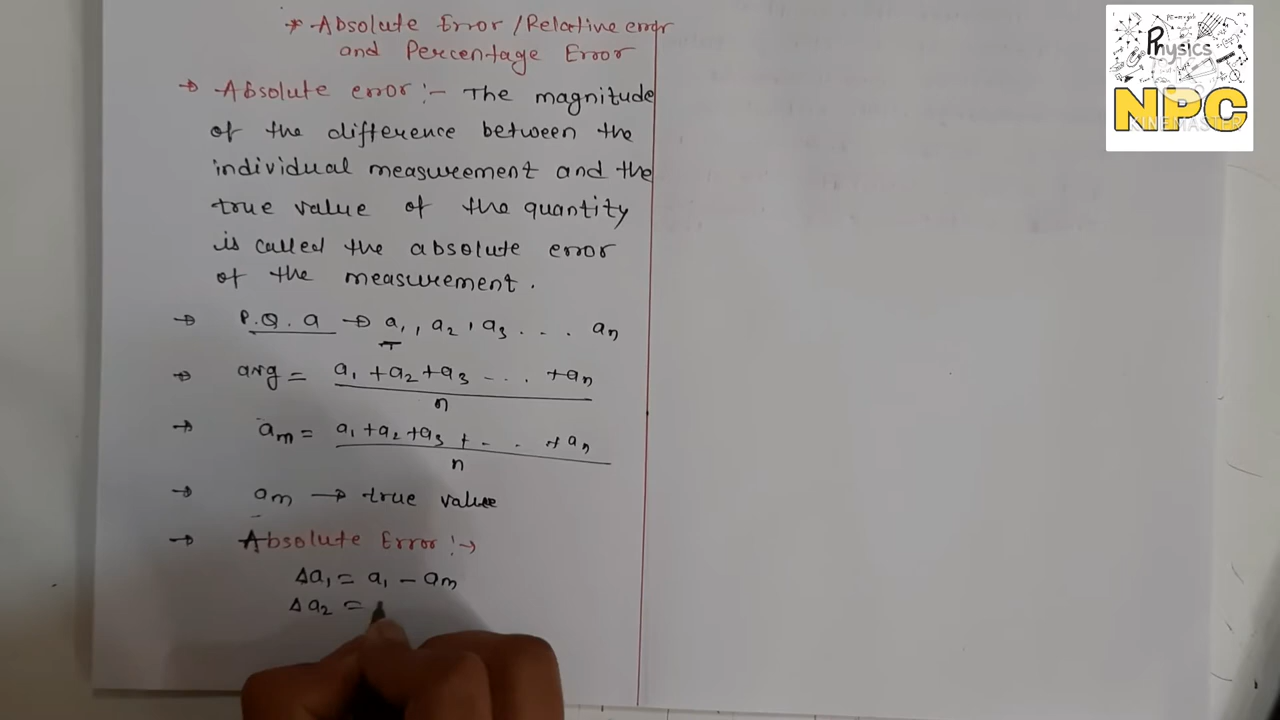 * Absolute Error / Relative error
and Percentage Error
→ Absolute error :- The magnitude
of the difference between the
individual measurement and the
true value of the quantity
is called the absolute error
of the measurement.
→ P.Q. a → a₁, a₂, a₃ . . . aₙ
→ avg = a₁ + a₂ + a₃ - . . . + aₙ
n
→ aₘ = a₁ + a₂ + a₃ + - . . + aₙ
n
→ aₘ → true value
→ Absolute Error :→
Δa₁ = a₁ - aₘ
Δa₂ =
Physics
NPC
KINEMASTER